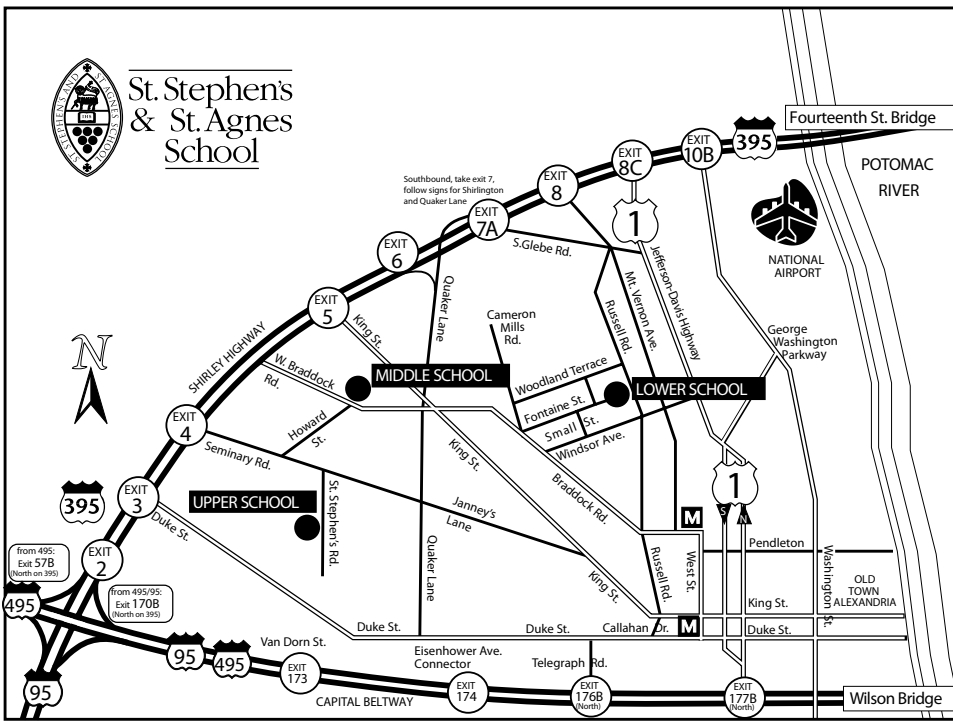 ST. STEPHEN'S AND ST. AGNES SCHOOL
St. Stephen's
& St. Agnes
School
Fourteenth St. Bridge
395
POTOMAC
RIVER
EXIT
10B
EXIT
8C
EXIT
8
Southbound, take exit 7,
follow signs for Shirlington
and Quaker Lane
EXIT
7A
1
S.Glebe Rd.
NATIONAL
AIRPORT
EXIT
6
Quaker Lane
Jefferson-Davis Highway
Mt. Vernon Ave.
Russell Rd.
EXIT
5
King St.
Cameron
Mills
Rd.
George
Washington
Parkway
N
SHIRLEY HIGHWAY
W. Braddock
Rd.
MIDDLE SCHOOL
Woodland Terrace
LOWER SCHOOL
Fontaine St.
Small St.
Windsor Ave.
Howard
St.
EXIT
4
Seminary Rd.
King St.
Braddock Rd.
1
S
N
395
EXIT
3
UPPER SCHOOL
St. Stephen's Rd.
Janney's
Lane
Duke St.
M
Pendleton
from 495:
Exit 57B
(North on 395)
EXIT
2
Quaker Lane
King St.
Russell Rd.
West St.
Washington St.
OLD
TOWN
ALEXANDRIA
495
from 495/95:
Exit 170B
(North on 395)
King St.
Duke St.
Duke St.
Callahan Dr.
M
Duke St.
95
495
Van Dorn St.
Eisenhower Ave.
Connector
Telegraph Rd.
95
EXIT
173
EXIT
174
EXIT
176B
(North)
EXIT
177B
(North)
CAPITAL BELTWAY
Wilson Bridge